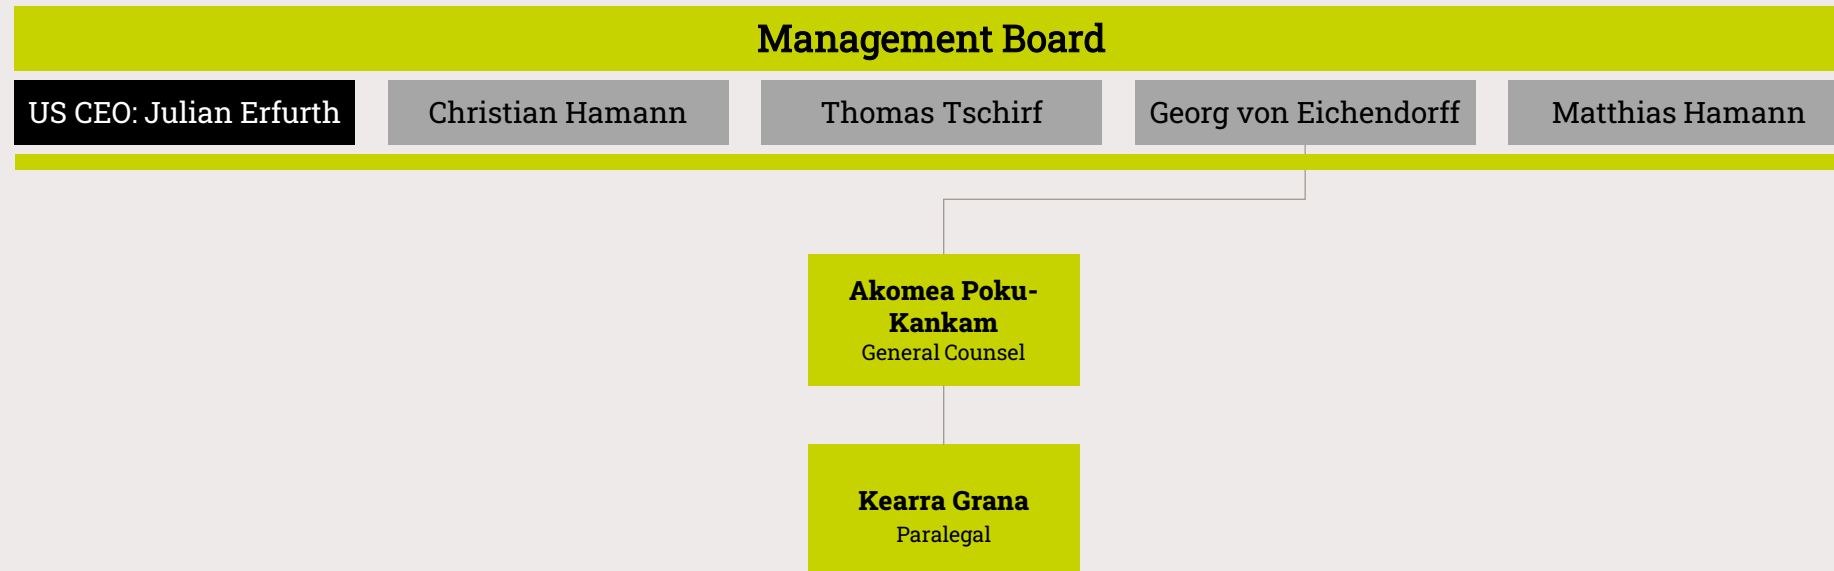 Management Board
US CEO: Julian Erfurth
Christian Hamann
Thomas Tschirf
Georg von Eichendorff
Matthias Hamann
Akomea Poku-
Kankam
General Counsel
Kearra Grana
Paralegal